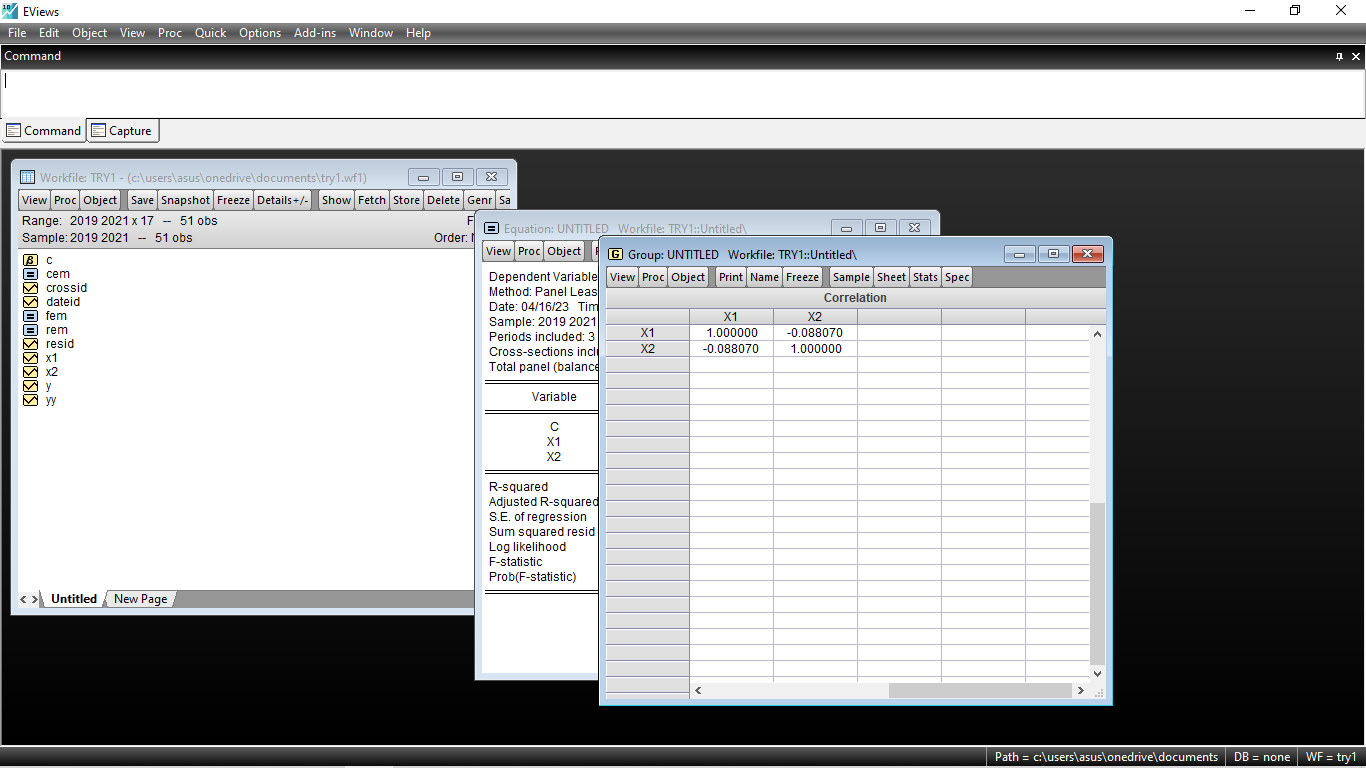 EViews
File Edit Object View Proc Quick Options Add-ins Window Help
Command
Command Capture
Workfile: TRY1 - (c:\users\asus\onedrive\documents\try1.wf1)
View Proc Object Save Snapshot Freeze Details+/- Show Fetch Store Delete Genr Sa
Range: 2019 2021 x 17 -- 51 obs F
Sample: 2019 2021 -- 51 obs Order:
c
cem
crossid
dateid
fem
rem
resid
x1
x2
y
yy
Untitled New Page
Equation: UNTITLED Workfile: TRY1::Untitled\
View Proc Object
Dependent Variable
Method: Panel Leas
Date: 04/16/23 Tim
Sample: 2019 2021
Periods included: 3
Cross-sections inclu
Total panel (balance
Variable
C
X1
X2
R-squared
Adjusted R-squared
S.E. of regression
Sum squared resid
Log likelihood
F-statistic
Prob(F-statistic)
G Group: UNTITLED Workfile: TRY1::Untitled\
View Proc Object Print Name Freeze Sample Sheet Stats Spec
Correlation
X1 X2
X1 1.000000 -0.088070
X2 -0.088070 1.000000
Path = c:\users\asus\onedrive\documents DB = none WF = try1